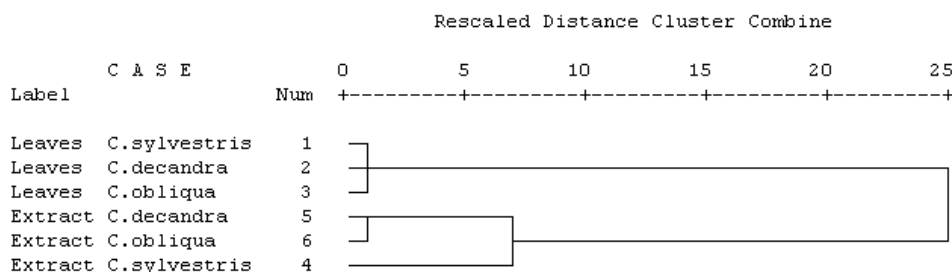 Rescaled Distance Cluster Combine
C A S E 0 5 10 15 20 25
Label Num +---------+---------+---------+---------+---------+
Leaves C.sylvestris 1
Leaves C.decandra 2
Leaves C.obliqua 3
Extract C.decandra 5
Extract C.obliqua 6
Extract C.sylvestris 4